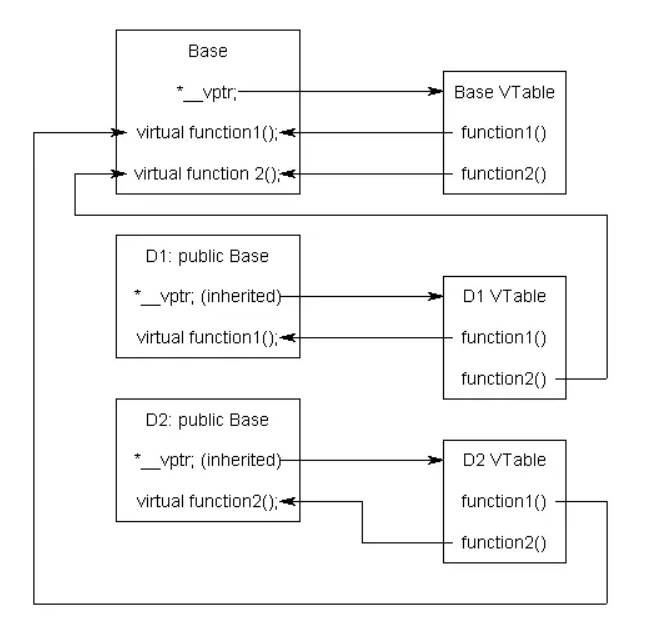 Base
*__vptr;
virtual function1();
virtual function 2();
Base VTable
function1()
function2()
D1: public Base
*__vptr; (inherited)
virtual function1();
D1 VTable
function1()
function2()
D2: public Base
*__vptr; (inherited)
virtual function2();
D2 VTable
function1()
function2()